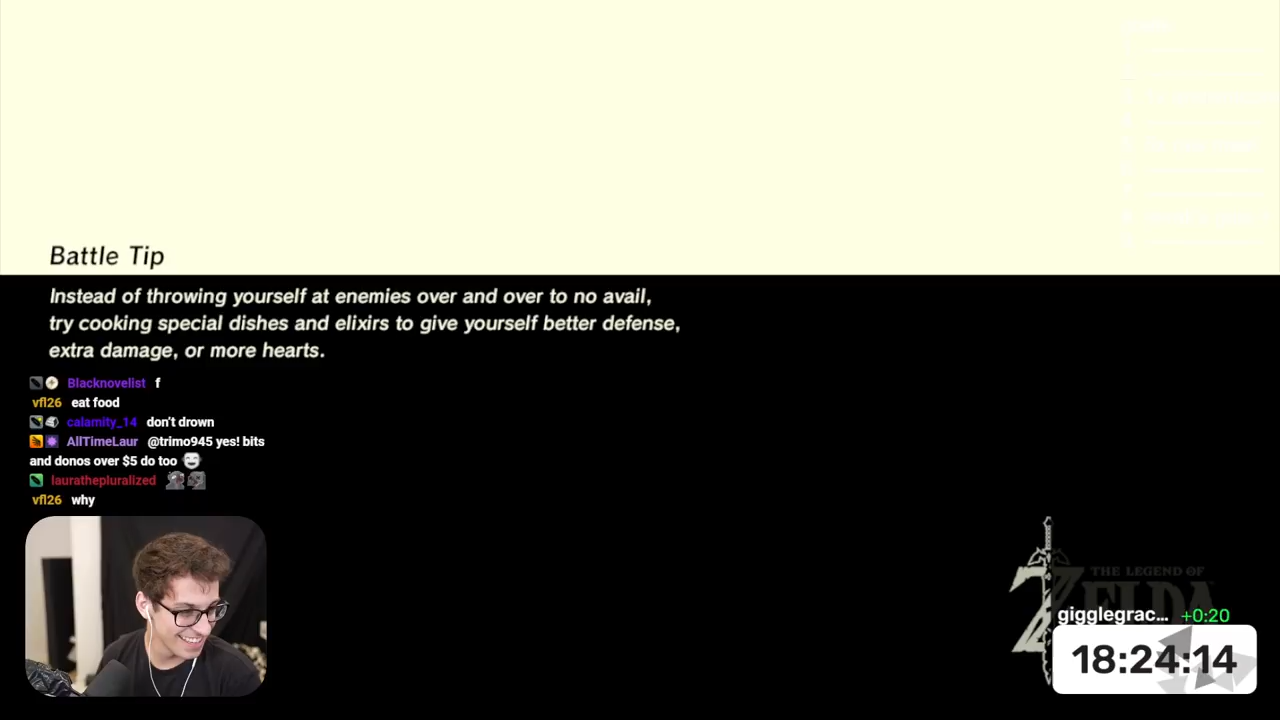 Battle Tip
Instead of throwing yourself at enemies over and over to no avail,
try cooking special dishes and elixirs to give yourself better defense,
extra damage, or more hearts.
Blacknovelist f
vfl26 eat food
calamity_14 don't drown
AllTimeLaur @trimo945 yes! bits
and donos over $5 do too
laurathepluralized
vfl26 why
THE LEGEND OF
ZELDA
gigglegrac... +0:20
18:24:14